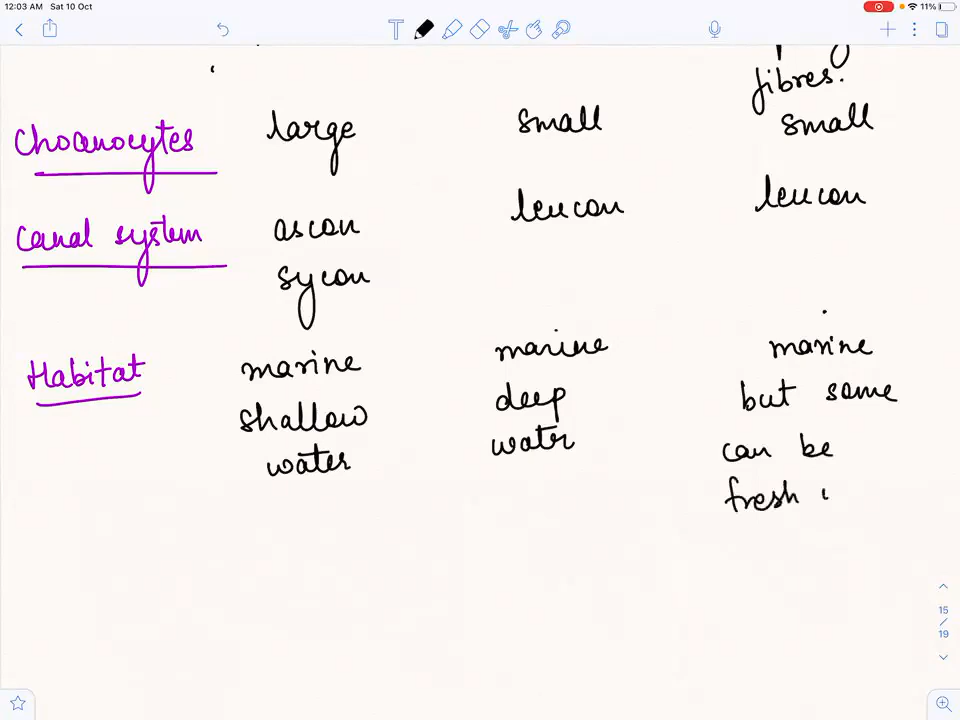 12:03 AM Sat 10 Oct 11%
fibres.
Choanocytes large small small
Canal system ascon leucon leucon
sycon
Habitat marine marine marine
shallow deep but some
water water can be
fresh
15
/
19